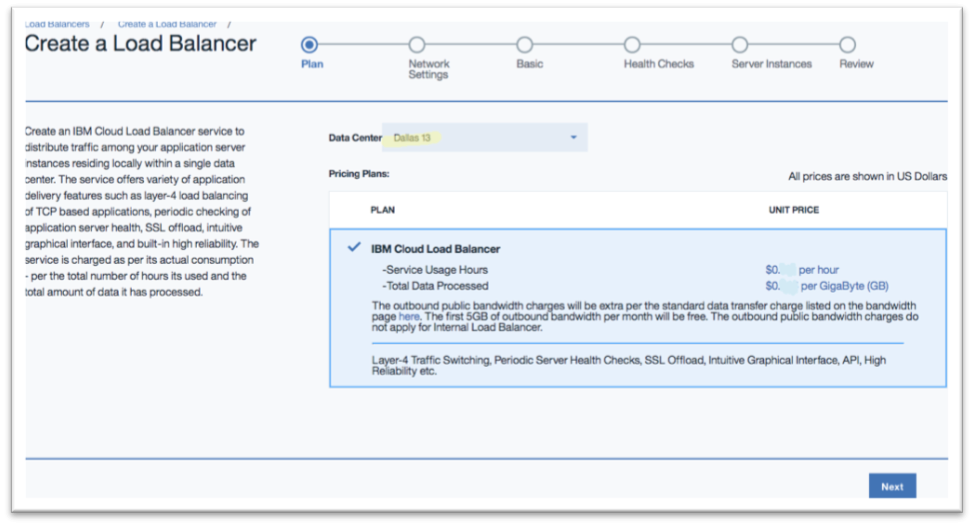 Load Balancers / Create a Load Balancer /
Create a Load Balancer
Plan
Network
Settings
Basic
Health Checks
Server Instances
Review
Create an IBM Cloud Load Balancer service to
distribute traffic among your application server
instances residing locally within a single data
center. The service offers variety of application
delivery features such as layer-4 load balancing
of TCP based applications, periodic checking of
application server health, SSL offload, intuitive
graphical interface, and built-in high reliability. The
service is charged as per its actual consumption
- per the total number of hours its used and the
total amount of data it has processed.
Data Center Dallas 13
Pricing Plans:
All prices are shown in US Dollars
PLAN UNIT PRICE
IBM Cloud Load Balancer
-Service Usage Hours $0. per hour
-Total Data Processed $0. per GigaByte (GB)
The outbound public bandwidth charges will be extra per the standard data transfer charge listed on the bandwidth
page here. The first 5GB of outbound bandwidth per month will be free. The outbound public bandwidth charges do
not apply for Internal Load Balancer.
Layer-4 Traffic Switching, Periodic Server Health Checks, SSL Offload, Intuitive Graphical Interface, API, High
Reliability etc.
Next